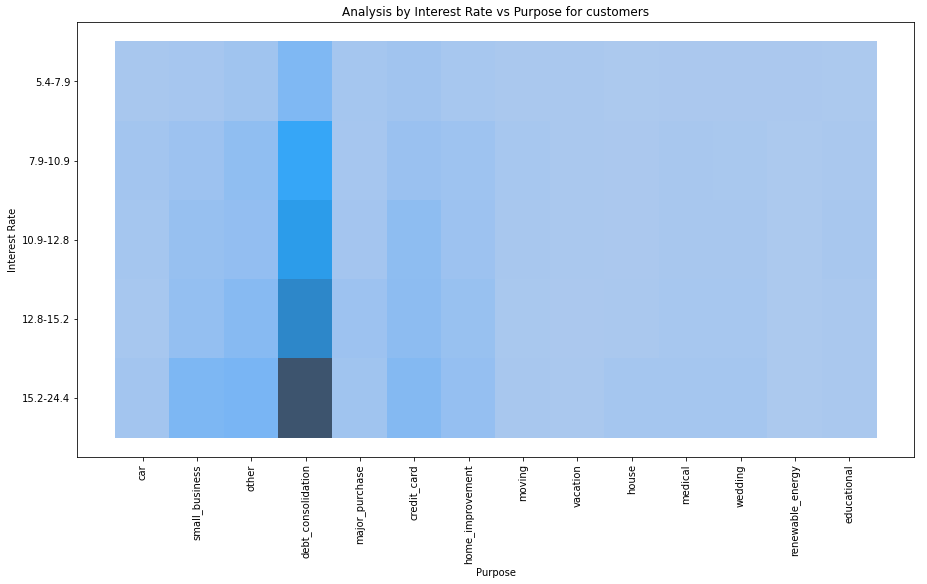 Analysis by Interest Rate vs Purpose for customers
Interest Rate
5.4-7.9
7.9-10.9
10.9-12.8
12.8-15.2
15.2-24.4
car
small_business
other
debt_consolidation
major_purchase
credit_card
home_improvement
moving
vacation
house
medical
wedding
renewable_energy
educational
Purpose